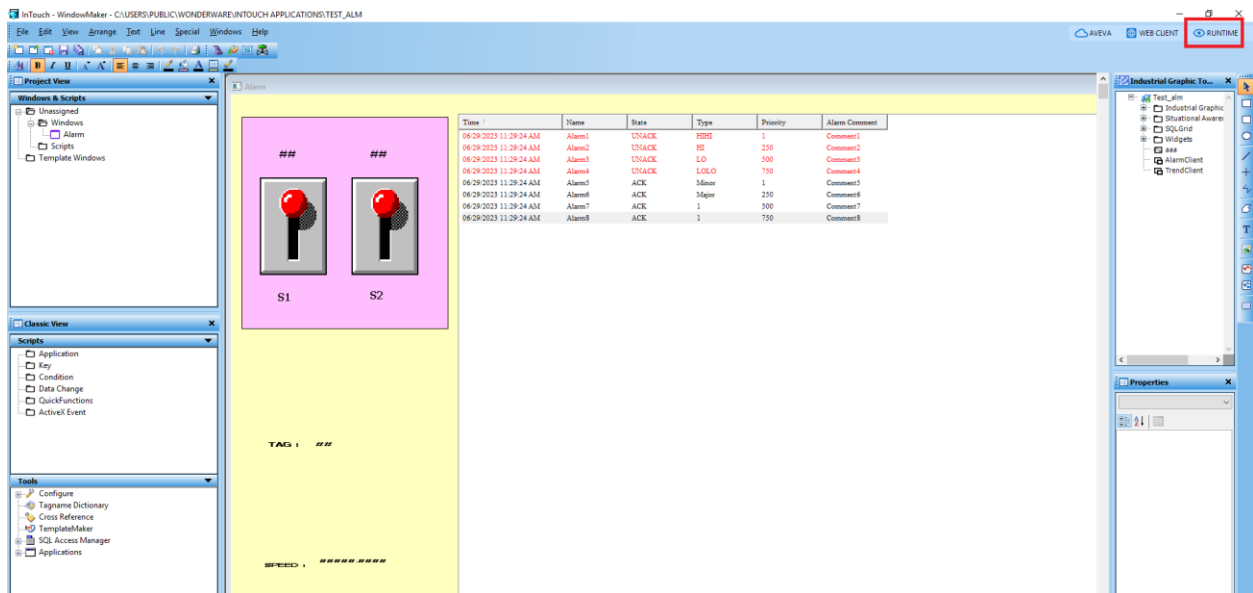 InTouch - WindowMaker - C:\USERS\PUBLIC\WONDERWARE\INTOUCH APPLICATIONS\TEST_ALM
File Edit View Arrange Text Line Special Windows Help
AVEVA WEB CLIENT RUNTIME
B I U
Project View
Windows & Scripts
Unassigned
Windows
Alarm
Scripts
Template Windows
Classic View
Scripts
Application
Key
Condition
Data Change
QuickFunctions
ActiveX Event
Tools
Configure
Tagname Dictionary
Cross Reference
TemplateMaker
SQL Access Manager
Applications
Alarm
## ##
S1 S2
TAG : ##
SPEED : #####.####
Time / Name State Type Priority Alarm Comment
06/29/2023 11:29:24 AM Alarm1 UNACK HIHI 1 Comment1
06/29/2023 11:29:24 AM Alarm2 UNACK HI 250 Comment2
06/29/2023 11:29:24 AM Alarm3 UNACK LO 500 Comment3
06/29/2023 11:29:24 AM Alarm4 UNACK LOLO 750 Comment4
06/29/2023 11:29:24 AM Alarm5 ACK Minor 1 Comment5
06/29/2023 11:29:24 AM Alarm6 ACK Major 250 Comment6
06/29/2023 11:29:24 AM Alarm7 ACK 1 500 Comment7
06/29/2023 11:29:24 AM Alarm8 ACK 1 750 Comment8
Industrial Graphic To...
Test_alm
Industrial Graphic
Situational Aware
SQLGrid
Widgets
aaa
AlarmClient
TrendClient
Properties